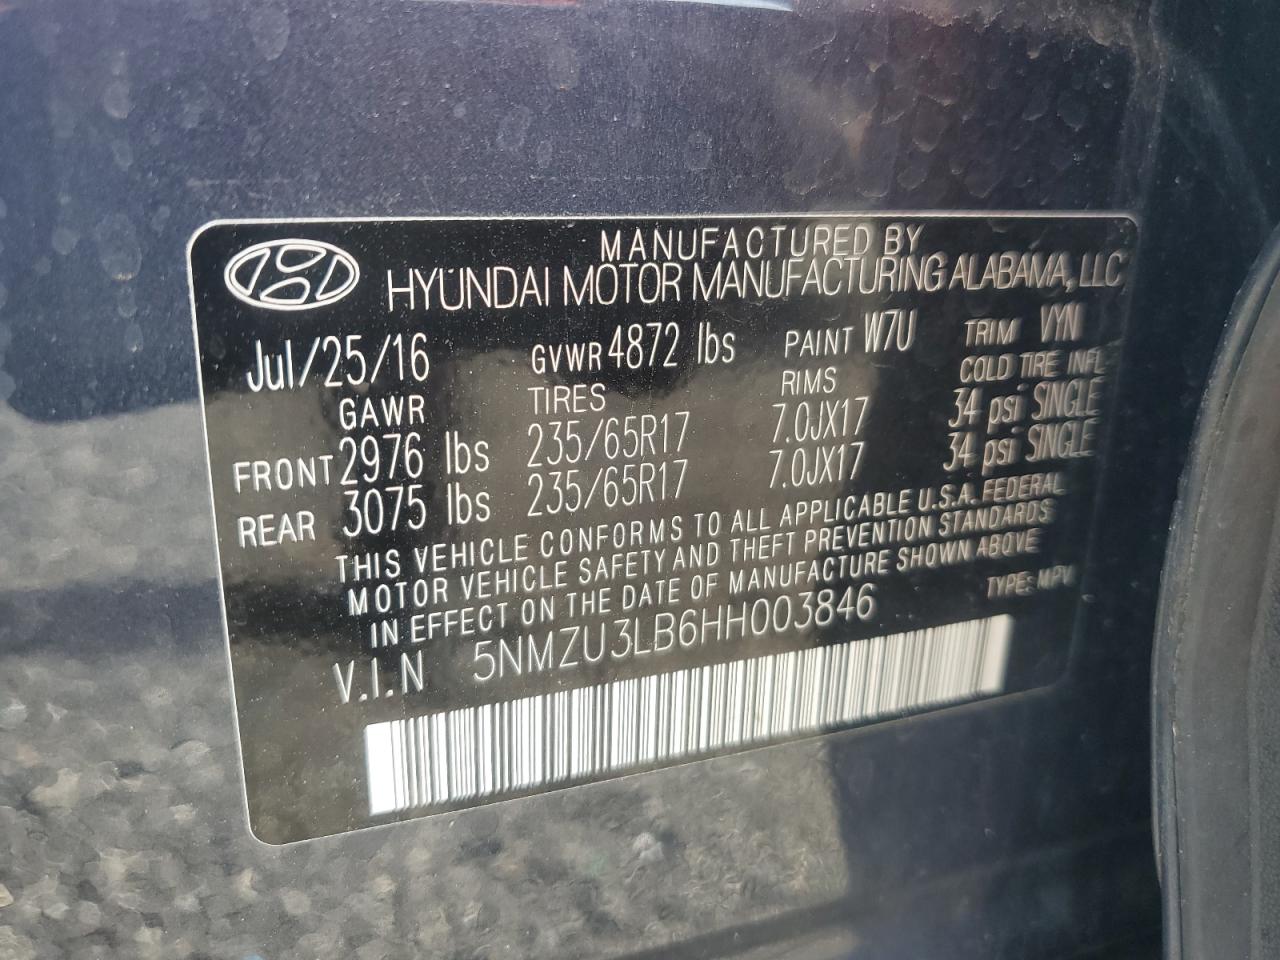 MANUFACTURED BY
HYUNDAI MOTOR MANUFACTURING ALABAMA, LLC
Jul/25/16 GVWR 4872 lbs PAINT W7U TRIM VYN
GAWR TIRES RIMS COLD TIRE INFL
FRONT 2976 lbs 235/65R17 7.0JX17 34 psi SINGLE
REAR 3075 lbs 235/65R17 7.0JX17 34 psi SINGLE
THIS VEHICLE CONFORMS TO ALL APPLICABLE U.S.A. FEDERAL
MOTOR VEHICLE SAFETY AND THEFT PREVENTION STANDARDS
IN EFFECT ON THE DATE OF MANUFACTURE SHOWN ABOVE
V.I.N 5NMZU3LB6HH003846 TYPE: MPV